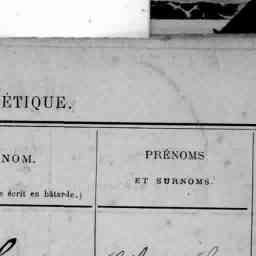 ÉTIQUE.
NOM.
PRÉNOMS
ET SURNOMS.
écrit en bâtarde.)